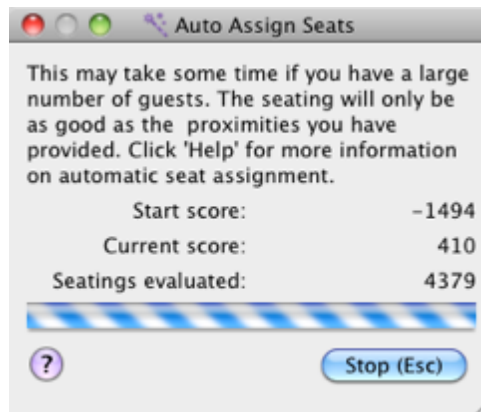 Auto Assign Seats
This may take some time if you have a large
number of guests. The seating will only be
as good as the  proximities you have
provided. Click 'Help' for more information
on automatic seat assignment.
Start score: -1494
Current score: 410
Seatings evaluated: 4379
? Stop (Esc)